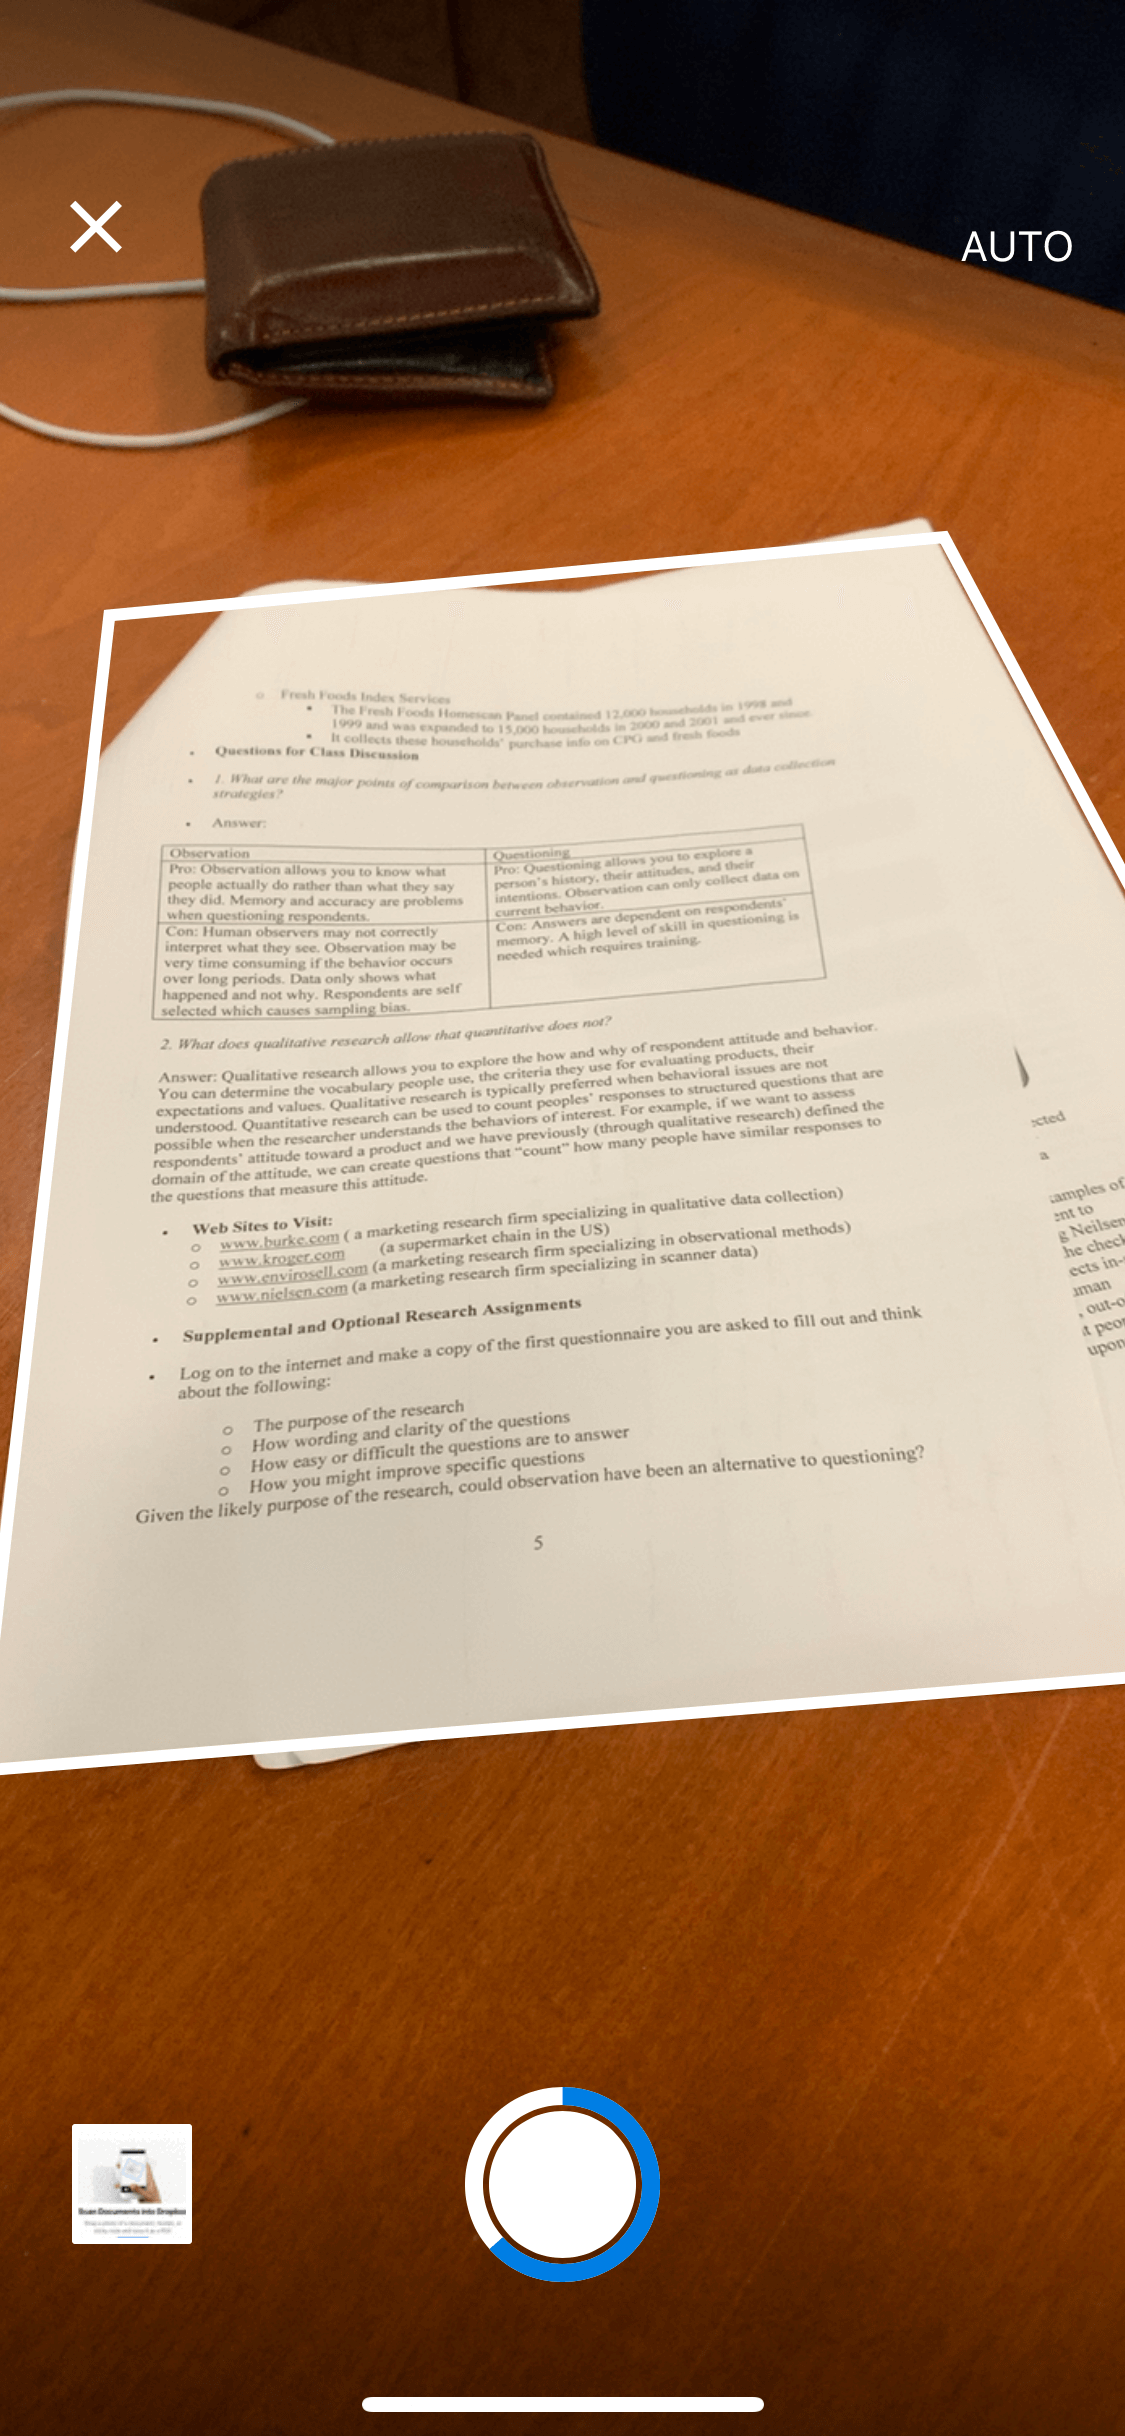 AUTO
o Fresh Foods Index Services
▪ The Fresh Foods Homescan Panel contained 12,000 households in 1998 and
1999 and was expanded to 15,000 households in 2000 and 2001 and ever since.
▪ It collects these households' purchase info on CPG and fresh foods
• Questions for Class Discussion
• 1. What are the major points of comparison between observation and questioning as data collection
strategies?
• Answer:
Observation
Pro: Observation allows you to know what
people actually do rather than what they say
they did. Memory and accuracy are problems
when questioning respondents.
Questioning
Pro: Questioning allows you to explore a
person's history, their attitudes, and their
intentions. Observation can only collect data on
current behavior.
Con: Human observers may not correctly
interpret what they see. Observation may be
very time consuming if the behavior occurs
over long periods. Data only shows what
happened and not why. Respondents are self
selected which causes sampling bias.
Con: Answers are dependent on respondents'
memory. A high level of skill in questioning is
needed which requires training.
2. What does qualitative research allow that quantitative does not?
Answer: Qualitative research allows you to explore the how and why of respondent attitude and behavior.
You can determine the vocabulary people use, the criteria they use for evaluating products, their
expectations and values. Qualitative research is typically preferred when behavioral issues are not
understood. Quantitative research can be used to count peoples' responses to structured questions that are
possible when the researcher understands the behaviors of interest. For example, if we want to assess
respondents' attitude toward a product and we have previously (through qualitative research) defined the
domain of the attitude, we can create questions that "count" how many people have similar responses to
the questions that measure this attitude.
• Web Sites to Visit:
o www.burke.com ( a marketing research firm specializing in qualitative data collection)
o www.kroger.com (a supermarket chain in the US)
o www.envirosell.com (a marketing research firm specializing in observational methods)
o www.nielsen.com (a marketing research firm specializing in scanner data)
• Supplemental and Optional Research Assignments
• Log on to the internet and make a copy of the first questionnaire you are asked to fill out and think
about the following:
o The purpose of the research
o How wording and clarity of the questions
o How easy or difficult the questions are to answer
o How you might improve specific questions
Given the likely purpose of the research, could observation have been an alternative to questioning?
5
ected
a
amples of
ent to
g Neilsen
he check
ects in-
uman
, out-o
t peo
upon
Scan Documents into Dropbox